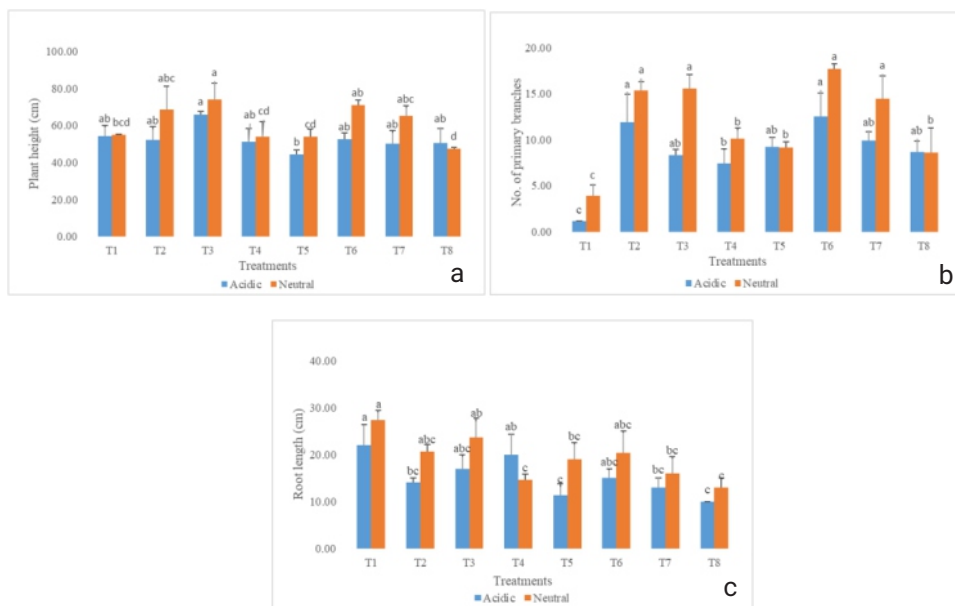 100.00
80.00
60.00
40.00
20.00
0.00
Plant height (cm)
ab bcd ab abc a a ab cd b cd ab ab ab abc ab d
T1 T2 T3 T4 T5 T6 T7 T8
Treatments
Acidic Neutral
a
20.00
15.00
10.00
5.00
0.00
No. of primary branches
c c a a ab a b b ab b a a ab a ab b
T1 T2 T3 T4 T5 T6 T7 T8
Treatments
Acidic Neutral
b
40.00
30.00
20.00
10.00
0.00
Root length (cm)
a a bc abc abc ab ab c c bc abc abc bc bc c c
T1 T2 T3 T4 T5 T6 T7 T8
Treatments
Acidic Neutral
c